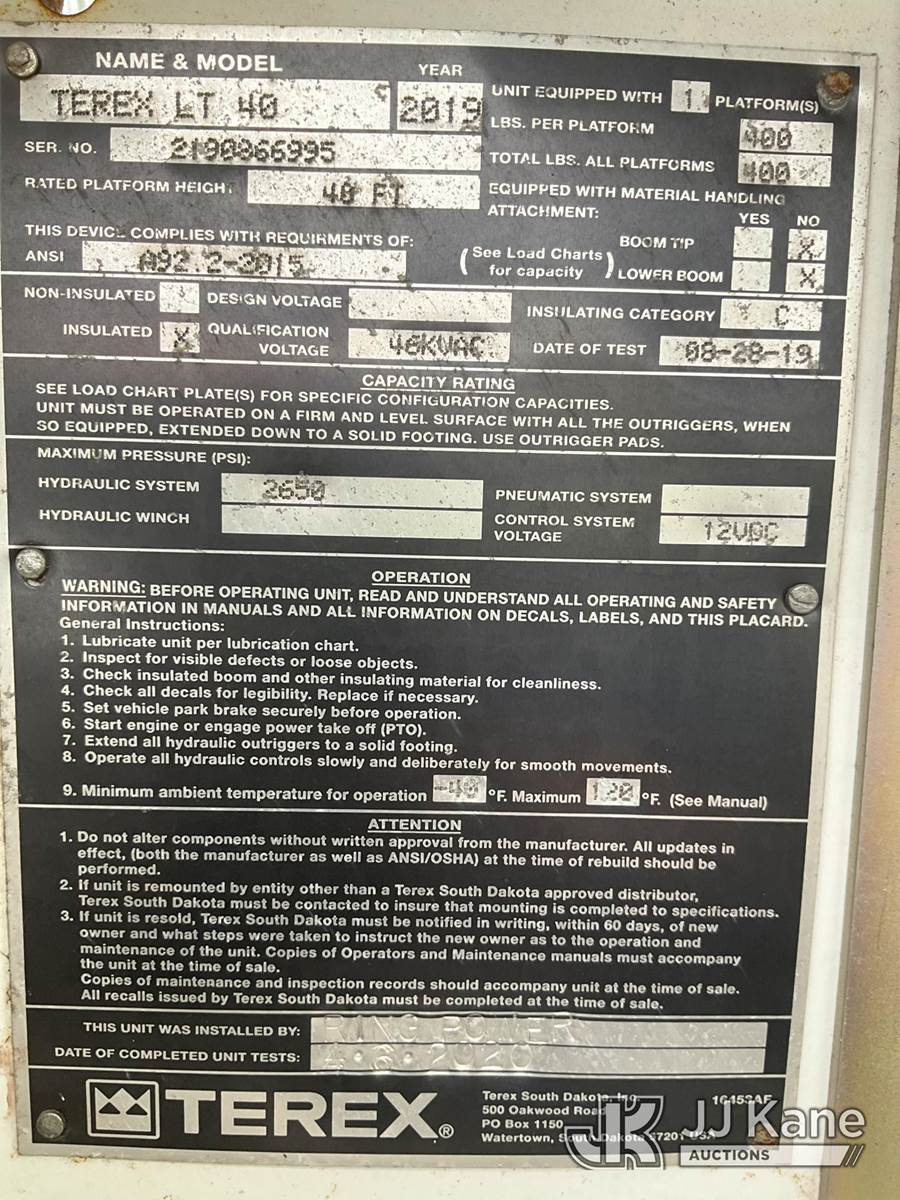 NAME & MODEL
YEAR
TEREX LT 40
2019
SER. NO. 2190866995
RATED PLATFORM HEIGHT 40 FT
THIS DEVICE COMPLIES WITH REQUIRMENTS OF:
ANSI A92.2-2015
UNIT EQUIPPED WITH 1 PLATFORM(S)
LBS. PER PLATFORM 400
TOTAL LBS. ALL PLATFORMS 400
EQUIPPED WITH MATERIAL HANDLING
ATTACHMENT: YES NO
(See Load Charts for capacity)
BOOM TIP X
LOWER BOOM X
NON-INSULATED
DESIGN VOLTAGE
INSULATING CATEGORY C
INSULATED X
QUALIFICATION
VOLTAGE 46KVAC
DATE OF TEST 08-28-19
CAPACITY RATING
SEE LOAD CHART PLATE(S) FOR SPECIFIC CONFIGURATION CAPACITIES.
UNIT MUST BE OPERATED ON A FIRM AND LEVEL SURFACE WITH ALL THE OUTRIGGERS, WHEN
SO EQUIPPED, EXTENDED DOWN TO A SOLID FOOTING. USE OUTRIGGER PADS.
MAXIMUM PRESSURE (PSI):
HYDRAULIC SYSTEM 2650
PNEUMATIC SYSTEM
HYDRAULIC WINCH
CONTROL SYSTEM
VOLTAGE 12VDC
OPERATION
WARNING: BEFORE OPERATING UNIT, READ AND UNDERSTAND ALL OPERATING AND SAFETY
INFORMATION IN MANUALS AND ALL INFORMATION ON DECALS, LABELS, AND THIS PLACARD.
General Instructions:
1. Lubricate unit per lubrication chart.
2. Inspect for visible defects or loose objects.
3. Check insulated boom and other insulating material for cleanliness.
4. Check all decals for legibility. Replace if necessary.
5. Set vehicle park brake securely before operation.
6. Start engine or engage power take off (PTO).
7. Extend all hydraulic outriggers to a solid footing.
8. Operate all hydraulic controls slowly and deliberately for smooth movements.
9. Minimum ambient temperature for operation -40 °F. Maximum 120 °F. (See Manual)
ATTENTION
1. Do not alter components without written approval from the manufacturer. All updates in
effect, (both the manufacturer as well as ANSI/OSHA) at the time of rebuild should be
performed.
2. If unit is remounted by entity other than a Terex South Dakota approved distributor,
Terex South Dakota must be contacted to insure that mounting is completed to specifications.
3. If unit is resold, Terex South Dakota must be notified in writing, within 60 days, of new
owner and what steps were taken to instruct the new owner as to the operation and
maintenance of the unit. Copies of Operators and Maintenance manuals must accompany
the unit at the time of sale.
Copies of maintenance and inspection records should accompany unit at the time of sale.
All recalls issued by Terex South Dakota must be completed at the time of sale.
THIS UNIT WAS INSTALLED BY: RING POWER
DATE OF COMPLETED UNIT TESTS: 4-6-2020
TEREX®
Terex South Dakota, Inc.
500 Oakwood Road
PO Box 1150
Watertown, South Dakota 57201 USA
JK JJ Kane
AUCTIONS